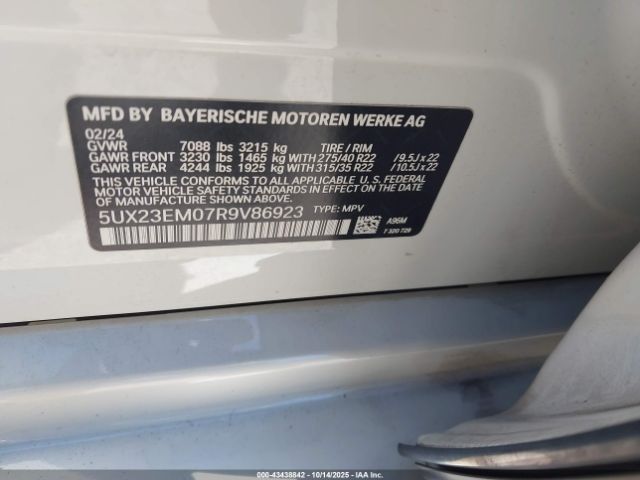 MFD BY BAYERISCHE MOTOREN WERKE AG
02/24
GVWR 7088 lbs 3215 kg TIRE / RIM
GAWR FRONT 3230 lbs 1465 kg WITH 275/40 R22 /9.5J x 22
GAWR REAR 4244 lbs 1925 kg WITH 315/35 R22 /10.5J x 22
THIS VEHICLE CONFORMS TO ALL APPLICABLE U.S. FEDERAL
MOTOR VEHICLE SAFETY STANDARDS IN EFFECT ON THE DATE OF
MANUFACTURE SHOWN ABOVE.
5UX23EM07R9V86923 TYPE: MPV
A96M
7 320 729
000-43438842 | 10/14/2025 | IAA Inc.